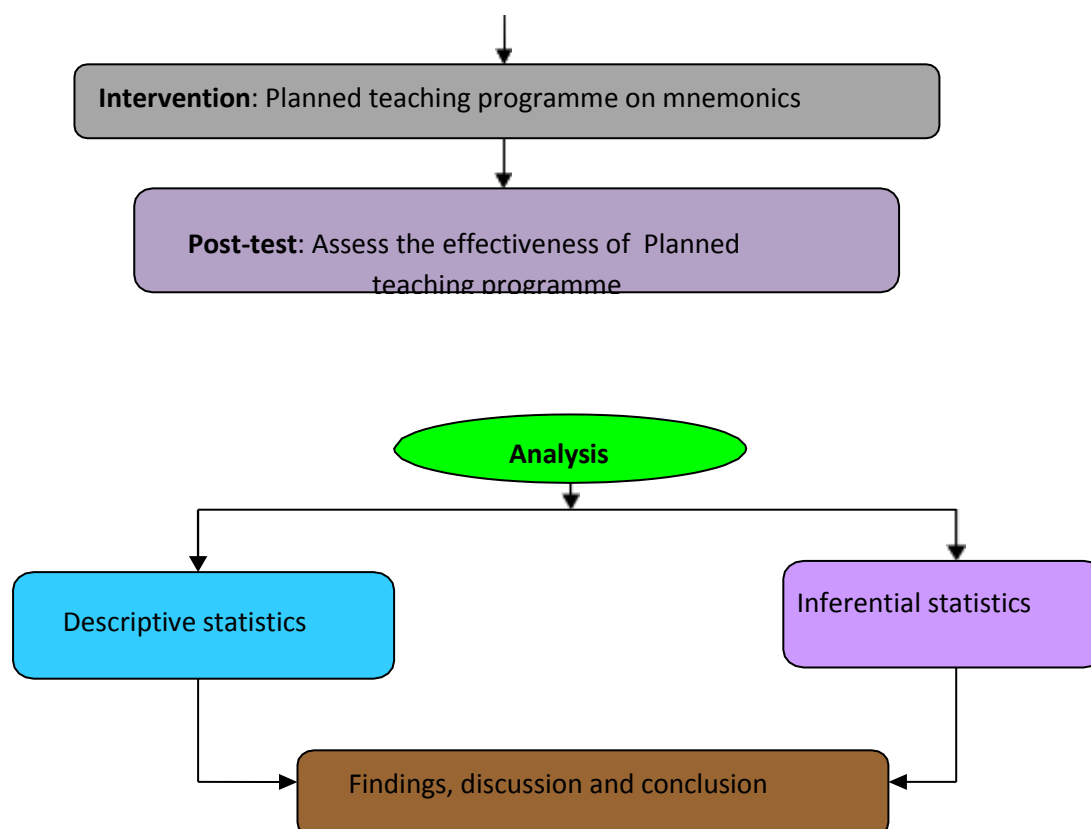 Intervention: Planned teaching programme on mnemonics
Post-test: Assess the effectiveness of Planned
teaching programme
Analysis
Descriptive statistics
Inferential statistics
Findings, discussion and conclusion